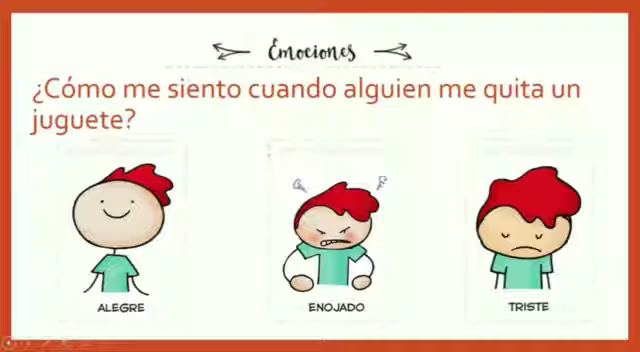 Emociones
¿Cómo me siento cuando alguien me quita un
juguete?
ALEGRE
ENOJADO
TRISTE